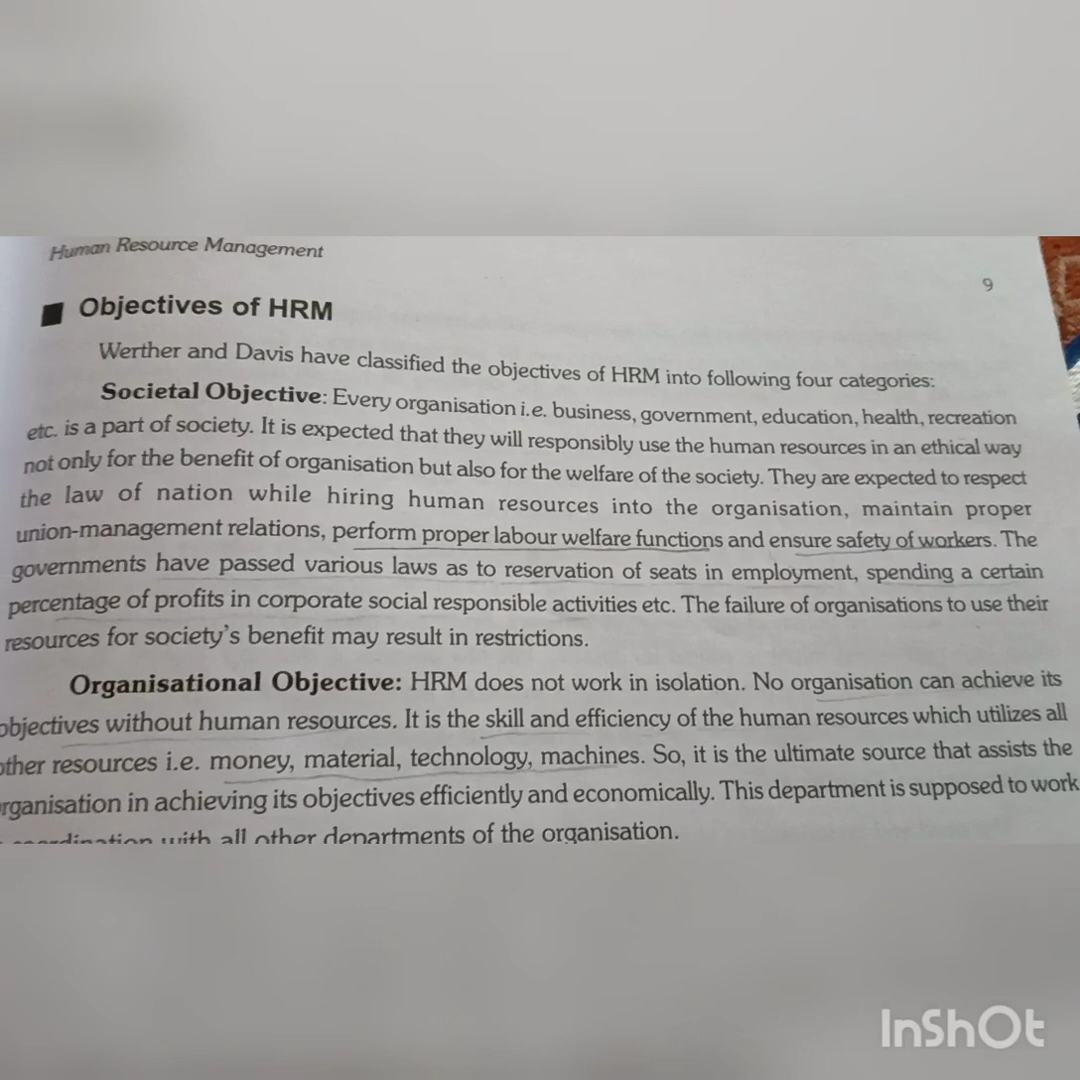 Human Resource Management
9
■ Objectives of HRM
Werther and Davis have classified the objectives of HRM into following four categories:
Societal Objective: Every organisation i.e. business, government, education, health, recreation
etc. is a part of society. It is expected that they will responsibly use the human resources in an ethical way
not only for the benefit of organisation but also for the welfare of the society. They are expected to respect
the law of nation while hiring human resources into the organisation, maintain proper
union-management relations, perform proper labour welfare functions and ensure safety of workers. The
governments have passed various laws as to reservation of seats in employment, spending a certain
percentage of profits in corporate social responsible activities etc. The failure of organisations to use their
resources for society's benefit may result in restrictions.
Organisational Objective: HRM does not work in isolation. No organisation can achieve its
objectives without human resources. It is the skill and efficiency of the human resources which utilizes all
other resources i.e. money, material, technology, machines. So, it is the ultimate source that assists the
organisation in achieving its objectives efficiently and economically. This department is supposed to work
coordination with all other departments of the organisation.
InShOt